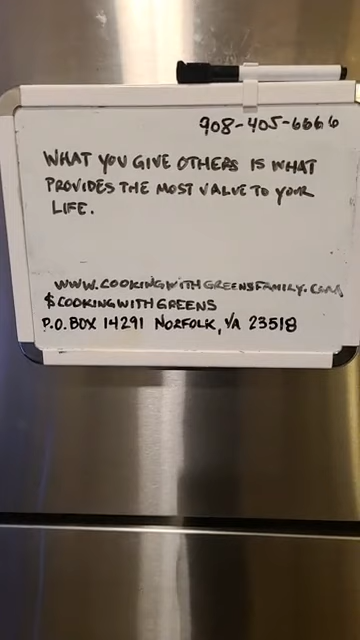 908-405-6666
WHAT YOU GIVE OTHERS IS WHAT
PROVIDES THE MOST VALUE TO YOUR
LIFE.
WWW.COOKINGWITHGREENSFAMILY.COM
$COOKINGWITHGREENS
P.O. BOX 14291 NORFOLK, VA 23518